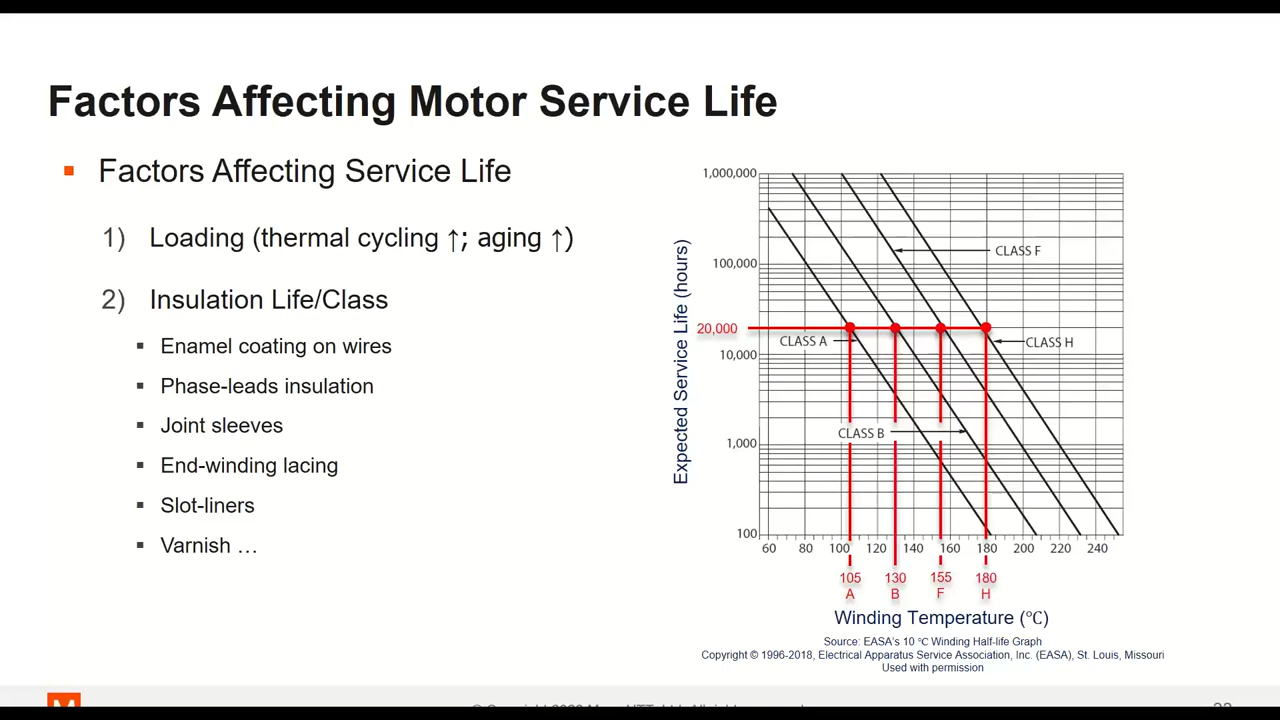 Factors Affecting Motor Service Life
▪ Factors Affecting Service Life
1) Loading (thermal cycling ↑; aging ↑)
2) Insulation Life/Class
▪ Enamel coating on wires
▪ Phase-leads insulation
▪ Joint sleeves
▪ End-winding lacing
▪ Slot-liners
▪ Varnish …
Expected Service Life (hours)
1,000,000
100,000
20,000
10,000
1,000
100
CLASS F
CLASS A
CLASS H
CLASS B
60 80 100 120 140 160 180 200 220 240
105 130 155 180
A B F H
Winding Temperature (°C)
Source: EASA's 10 °C Winding Half-life Graph
Copyright © 1996-2018, Electrical Apparatus Service Association, Inc. (EASA), St. Louis, Missouri
Used with permission